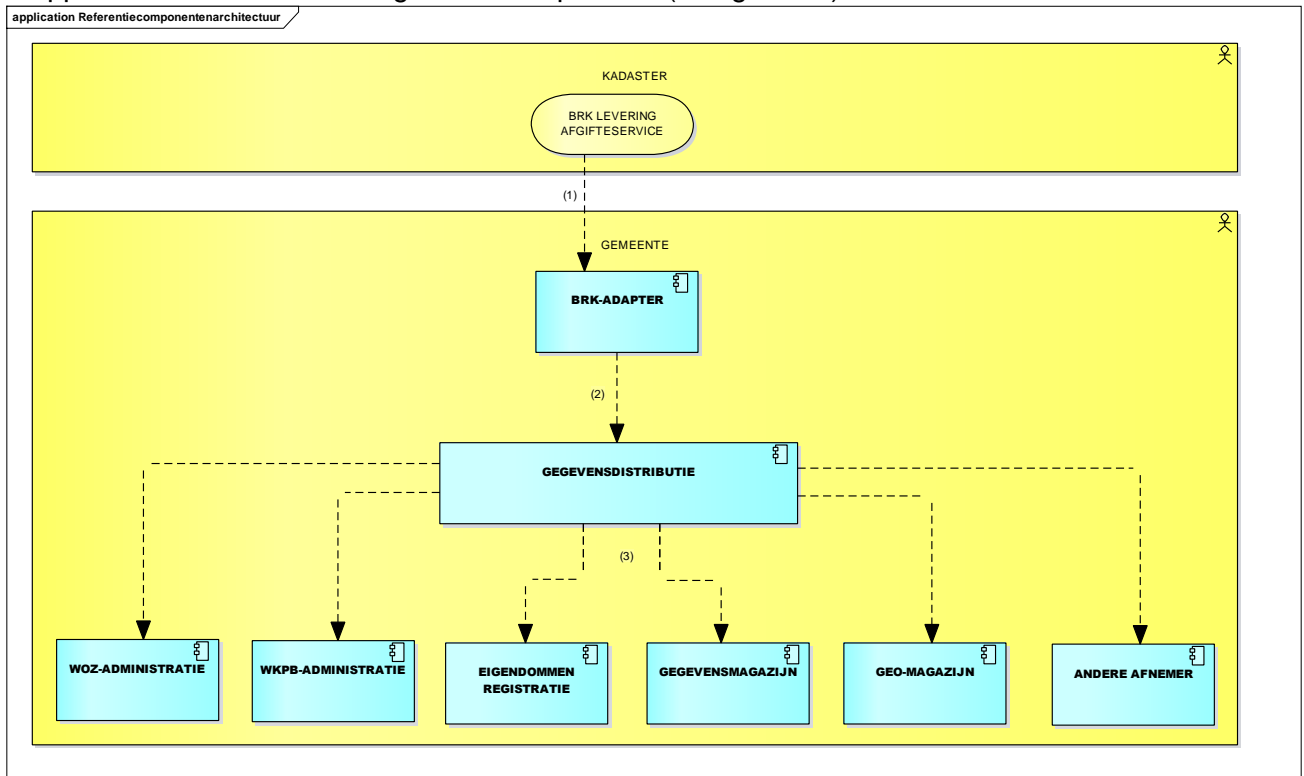 application Referentiecomponentenarchitectuur
KADASTER
BRK LEVERING
AFGIFTESERVICE
(1)
GEMEENTE
BRK-ADAPTER
(2)
GEGEVENSDISTRIBUTIE
(3)
WOZ-ADMINISTRATIE
WKPB-ADMINISTRATIE
EIGENDOMMEN
REGISTRATIE
GEGEVENSMAGAZIJN
GEO-MAGAZIJN
ANDERE AFNEMER